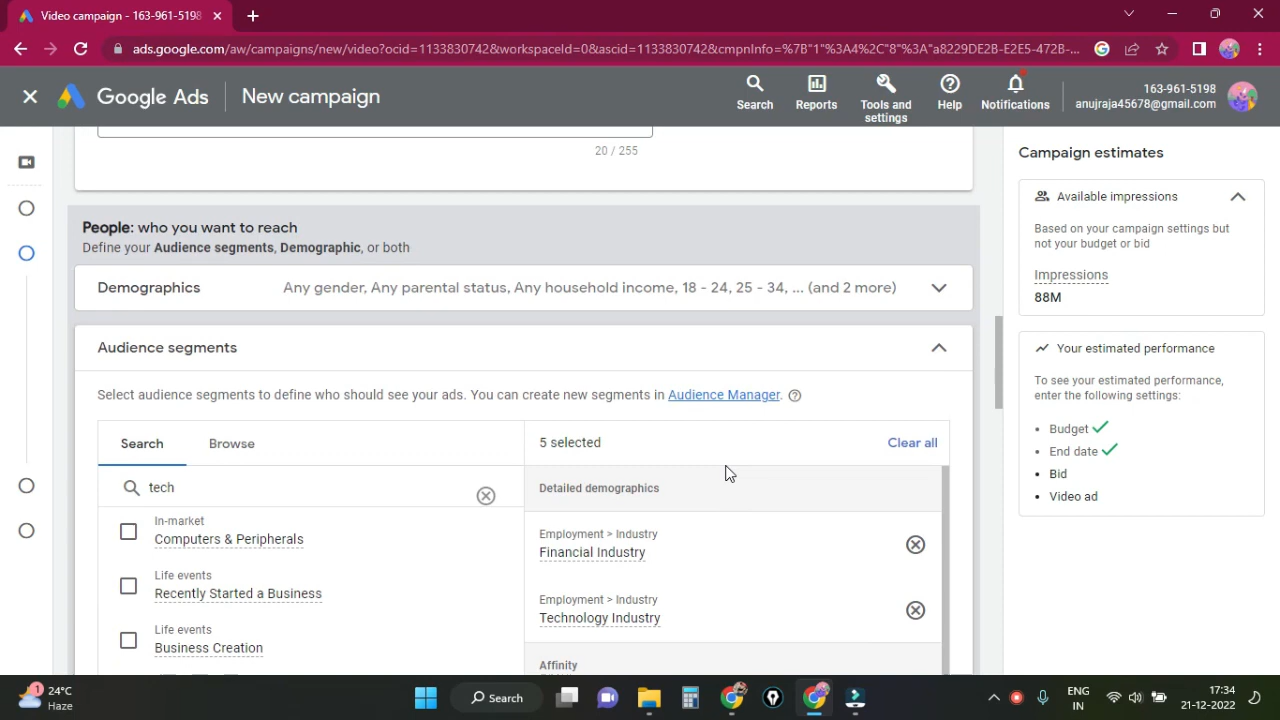 Video campaign - 163-961-5198
ads.google.com/aw/campaigns/new/video?ocid=1133830742&workspaceId=0&ascid=1133830742&cmpnInfo=%7B"1"%3A4%2C"8"%3A"a8229DE2B-E2E5-472B-...
Google Ads
New campaign
Search
Reports
Tools and
settings
Help
Notifications
163-961-5198
anujraja45678@gmail.com
20 / 255
People: who you want to reach
Define your Audience segments, Demographic, or both
Demographics
Any gender, Any parental status, Any household income, 18 - 24, 25 - 34, ... (and 2 more)
Audience segments
Select audience segments to define who should see your ads. You can create new segments in Audience Manager.
Search
Browse
tech
In-market
Computers & Peripherals
Life events
Recently Started a Business
Life events
Business Creation
5 selected
Clear all
Detailed demographics
Employment > Industry
Financial Industry
Employment > Industry
Technology Industry
Affinity
Campaign estimates
Available impressions
Based on your campaign settings but
not your budget or bid
Impressions
88M
Your estimated performance
To see your estimated performance,
enter the following settings:
• Budget
• End date
• Bid
• Video ad
1
24°C
Haze
Search
ENG
IN
17:34
21-12-2022